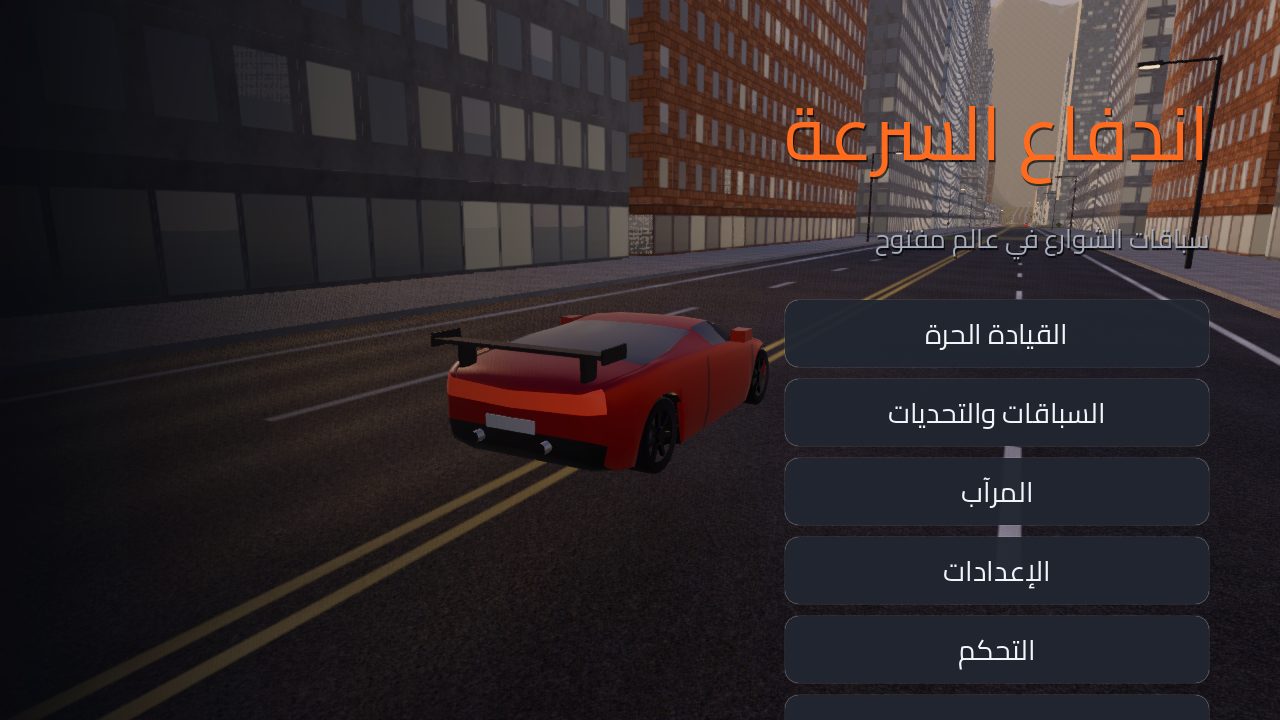 اندفاع السرعة
سباقات الشوارع في عالم مفتوح
القيادة الحرة
السباقات والتحديات
المرآب
الإعدادات
التحكم